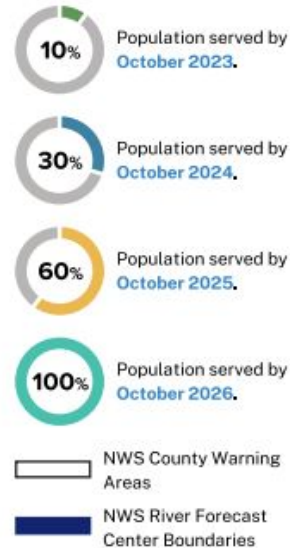 10%
Population served by
October 2023.
30%
Population served by
October 2024.
60%
Population served by
October 2025.
100%
Population served by
October 2026.
NWS County Warning
Areas
NWS River Forecast
Center Boundaries